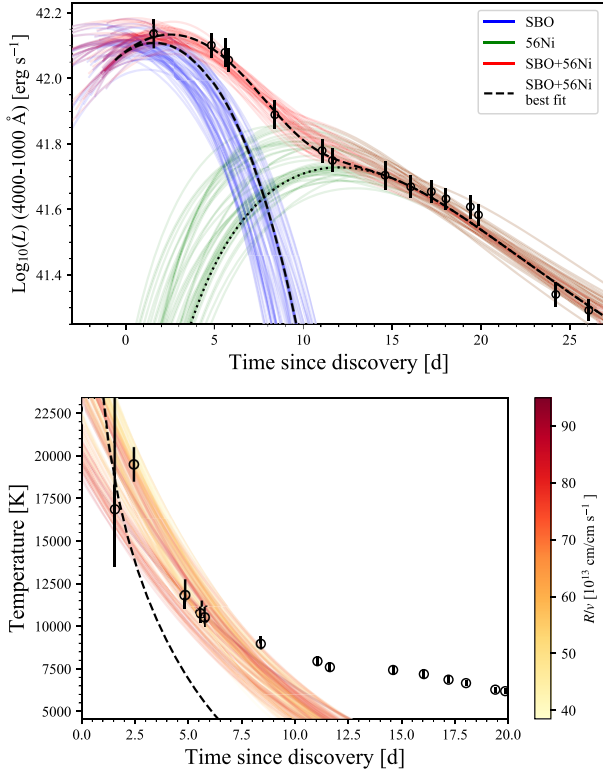 42.2
42.0
41.8
41.6
41.4
Log10(L) (4000-1000 Å) [erg s−1]
SBO
56Ni
SBO+56Ni
SBO+56Ni
best fit
0 5 10 15 20 25
Time since discovery [d]
22500
20000
17500
15000
12500
10000
7500
5000
Temperature [K]
0.0 2.5 5.0 7.5 10.0 12.5 15.0 17.5 20.0
Time since discovery [d]
90
80
70
60
50
40
R/v [10^13 cm/cm s−1]